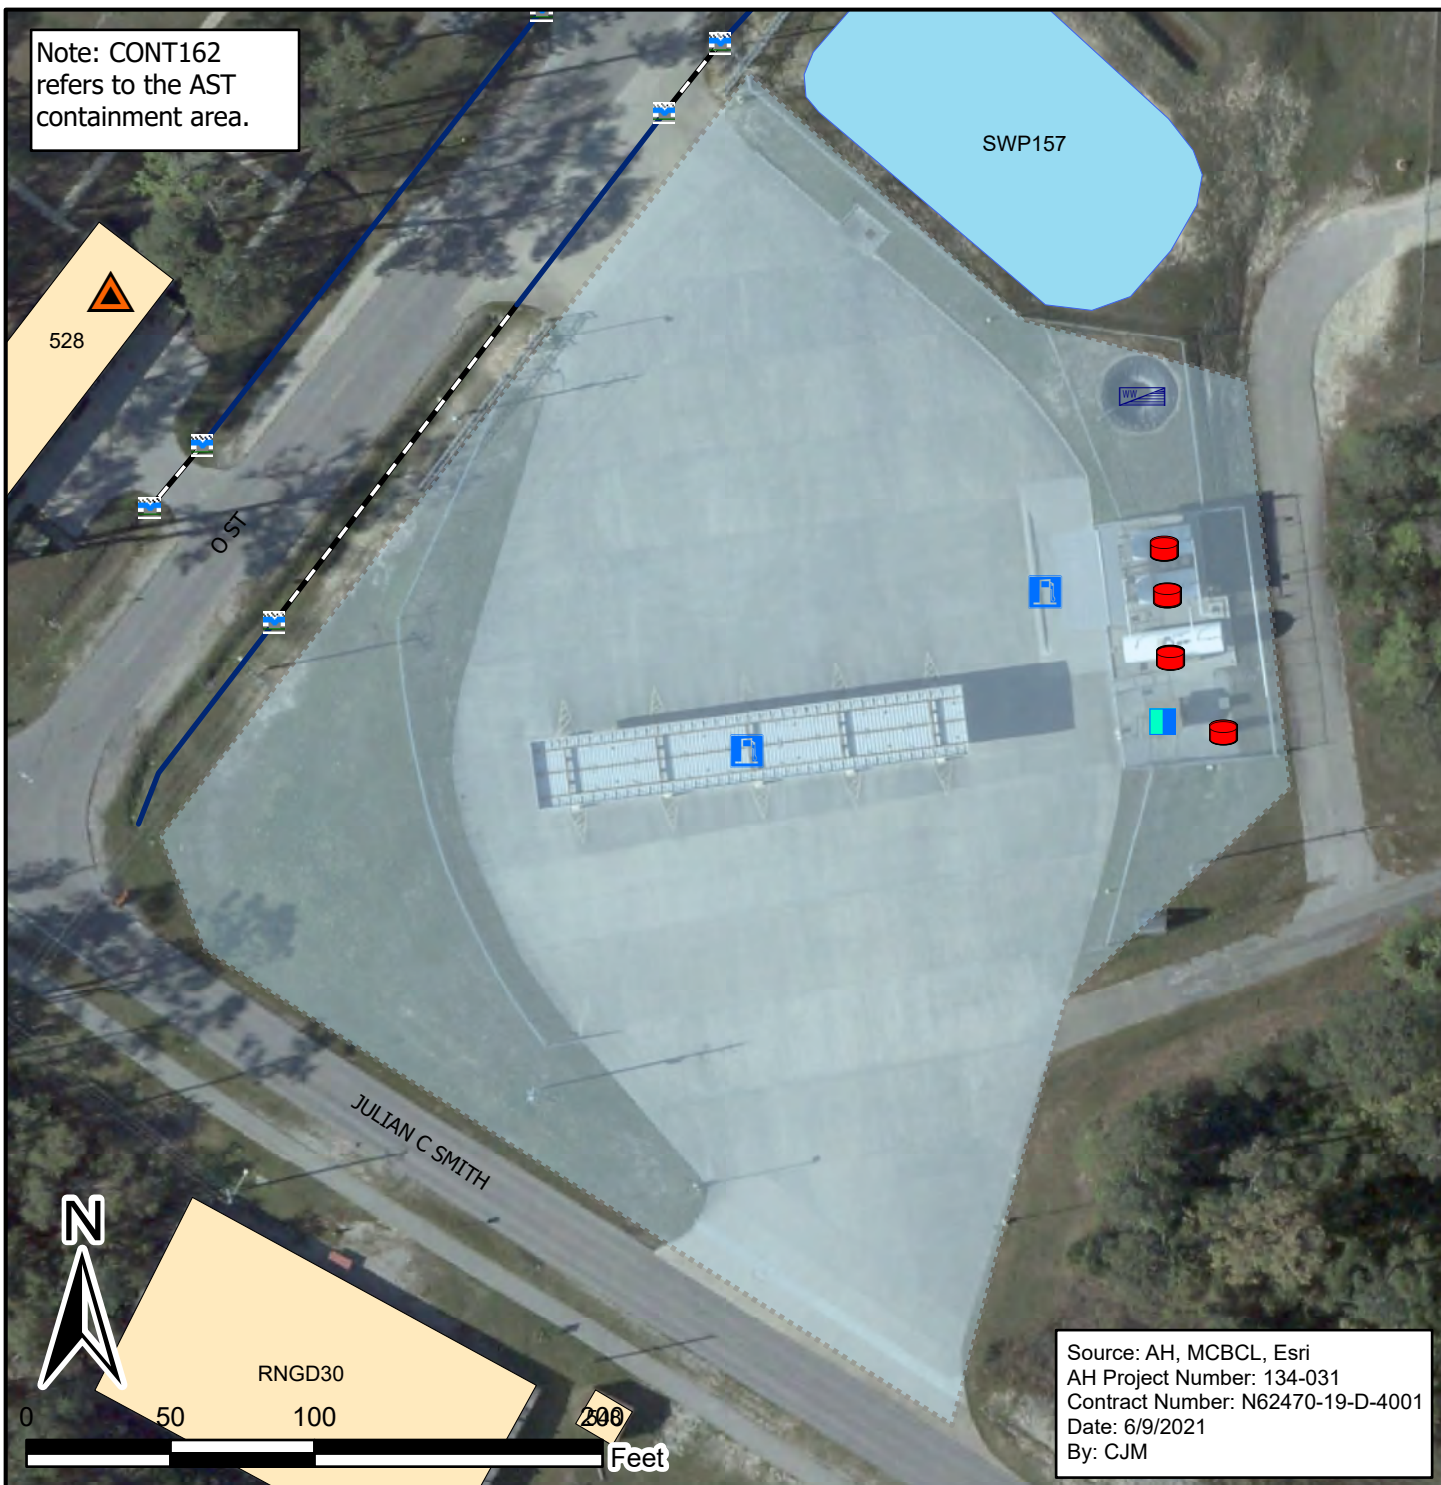 Note: CONT162
refers to the AST
containment area.
SWP157
528
WW
O ST
JULIAN C SMITH
N
RNGD30
0 50 100 200
Feet
Source: AH, MCBCL, Esri
AH Project Number: 134-031
Contract Number: N62470-19-D-4001
Date: 6/9/2021
By: CJM